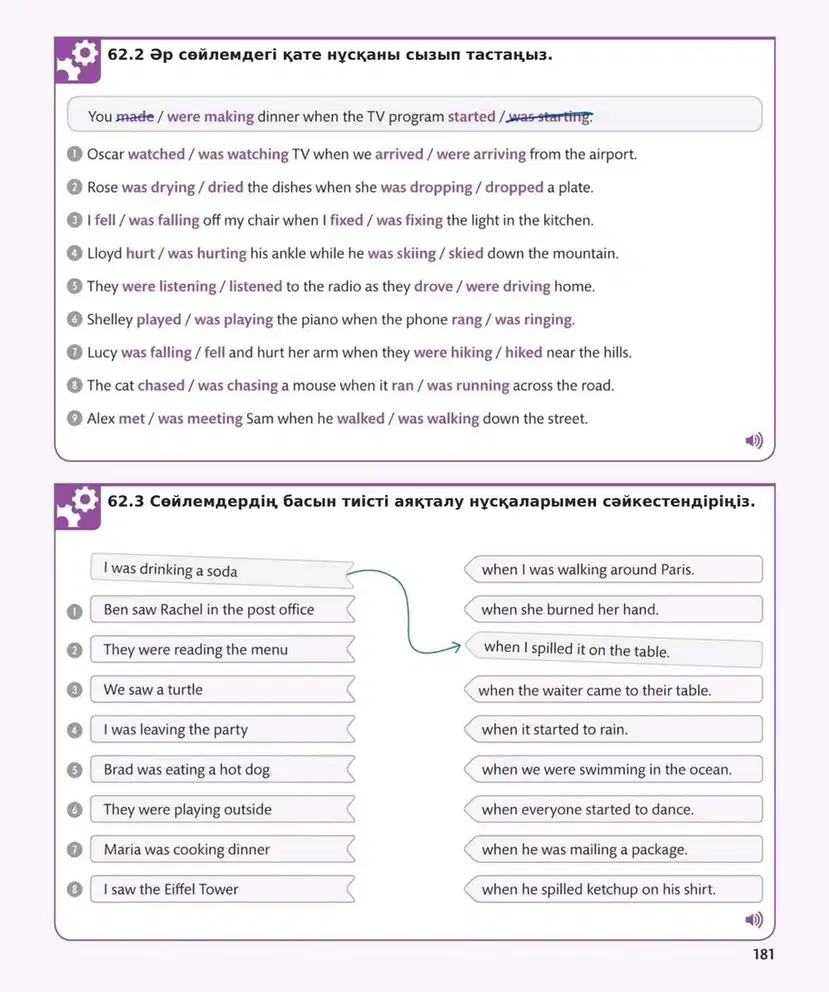 62.2 Әр сөйлемдегі қате нұсқаны сызып тастаңыз.
You made / were making dinner when the TV program started / was starting.
1 Oscar watched / was watching TV when we arrived / were arriving from the airport.
2 Rose was drying / dried the dishes when she was dropping / dropped a plate.
3 I fell / was falling off my chair when I fixed / was fixing the light in the kitchen.
4 Lloyd hurt / was hurting his ankle while he was skiing / skied down the mountain.
5 They were listening / listened to the radio as they drove / were driving home.
6 Shelley played / was playing the piano when the phone rang / was ringing.
7 Lucy was falling / fell and hurt her arm when they were hiking / hiked near the hills.
8 The cat chased / was chasing a mouse when it ran / was running across the road.
9 Alex met / was meeting Sam when he walked / was walking down the street.
62.3 Сөйлемдердің басын тиісті аяқталу нұсқаларымен сәйкестендіріңіз.
I was drinking a soda when I was walking around Paris.
1 Ben saw Rachel in the post office when she burned her hand.
2 They were reading the menu when I spilled it on the table.
3 We saw a turtle when the waiter came to their table.
4 I was leaving the party when it started to rain.
5 Brad was eating a hot dog when we were swimming in the ocean.
6 They were playing outside when everyone started to dance.
7 Maria was cooking dinner when he was mailing a package.
8 I saw the Eiffel Tower when he spilled ketchup on his shirt.
181